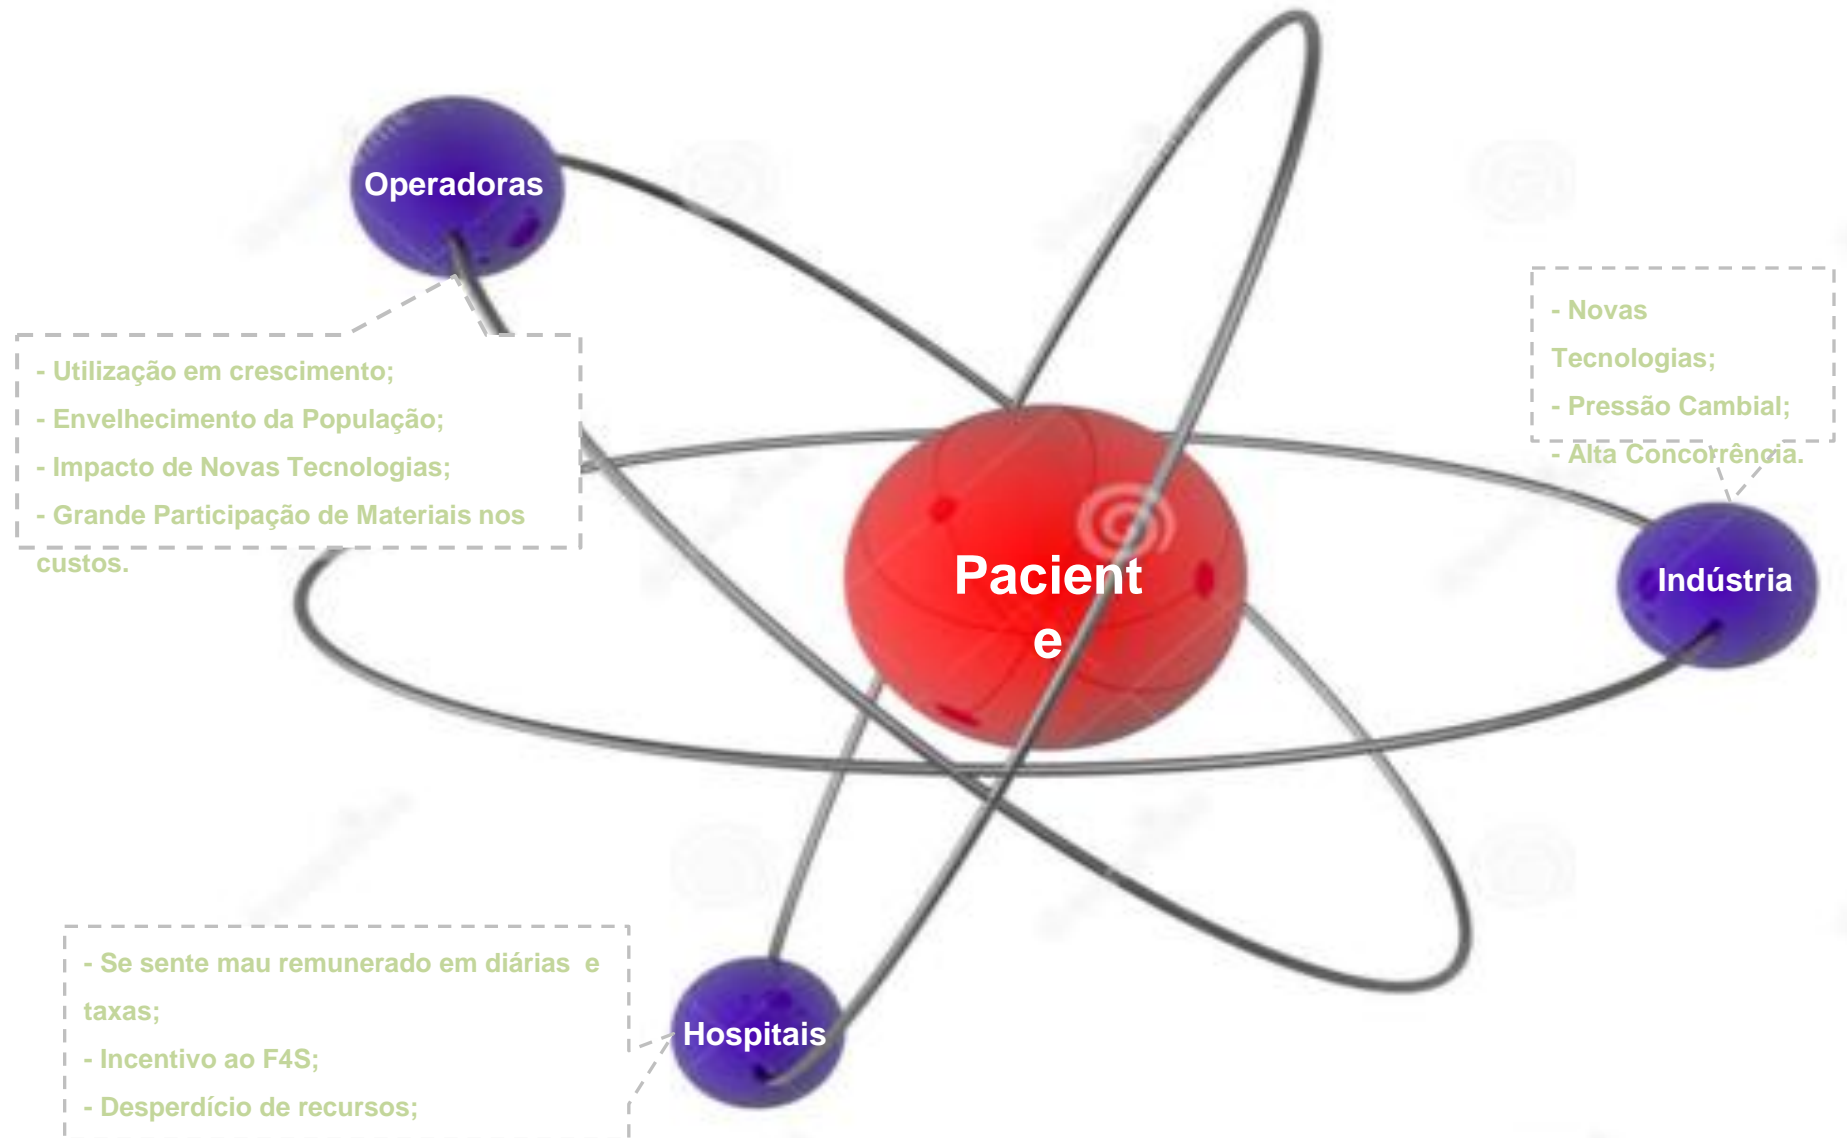 Operadoras
- Utilização em crescimento;
- Envelhecimento da População;
- Impacto de Novas Tecnologias;
- Grande Participação de Materiais nos
custos.
- Novas
Tecnologias;
- Pressão Cambial;
- Alta Concorrência.
Pacient
e
Indústria
- Se sente mau remunerado em diárias e
taxas;
- Incentivo ao F4S;
- Desperdício de recursos;
Hospitais